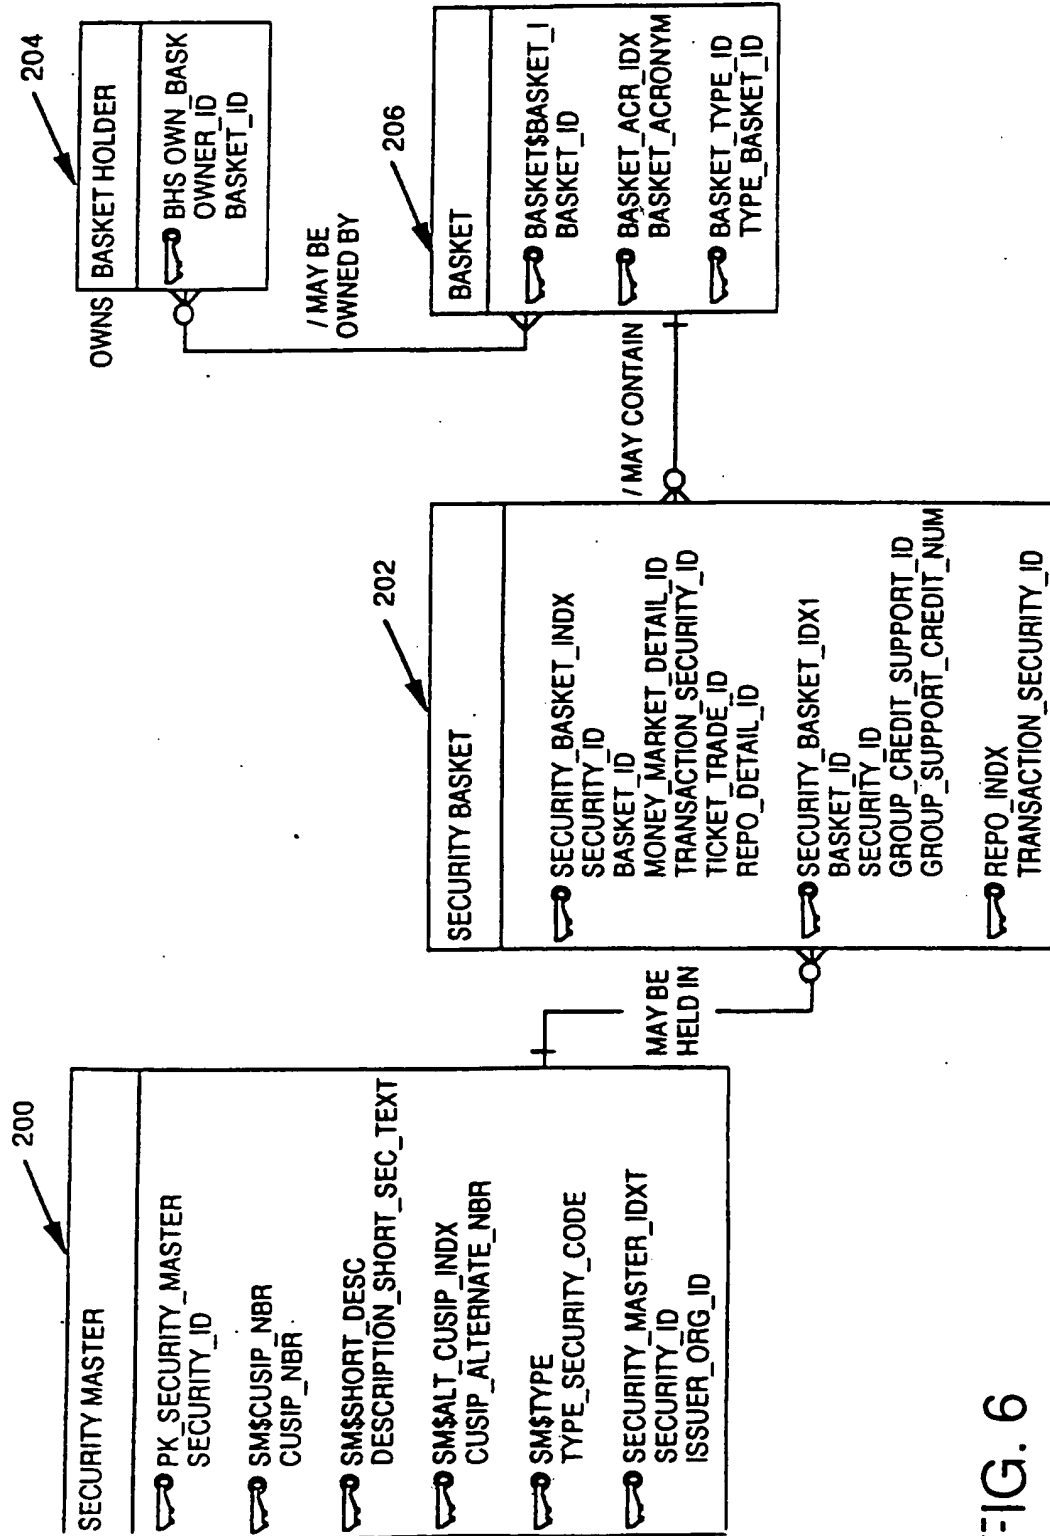 200
SECURITY MASTER
PK_SECURITY_MASTER
SECURITY_ID
SM$CUSIP_NBR
CUSIP_NBR
SM$SHORT_DESC
DESCRIPTION_SHORT_SEC_TEXT
SM$ALT_CUSIP_INDX
CUSIP_ALTERNATE_NBR
SM$TYPE
TYPE_SECURITY_CODE
SECURITY_MASTER_IDXT
SECURITY_ID
ISSUER_ORG_ID
MAY BE
HELD IN
202
SECURITY BASKET
SECURITY_BASKET_INDX
SECURITY_ID
BASKET_ID
MONEY_MARKET_DETAIL_ID
TRANSACTION_SECURITY_ID
TICKET_TRADE_ID
REPO_DETAIL_ID
SECURITY_BASKET_IDX1
BASKET_ID
SECURITY_ID
GROUP_CREDIT_SUPPORT_ID
GROUP_SUPPORT_CREDIT_NUM
REPO_INDX
TRANSACTION_SECURITY_ID
/ MAY CONTAIN
204
OWNS
BASKET HOLDER
BHS OWN_BASK
OWNER_ID
BASKET_ID
/ MAY BE
OWNED BY
206
BASKET
BASKET$BASKET_I
BASKET_ID
BASKET_ACR_IDX
BASKET_ACRONYM
BASKET_TYPE_ID
TYPE_BASKET_ID
FIG. 6